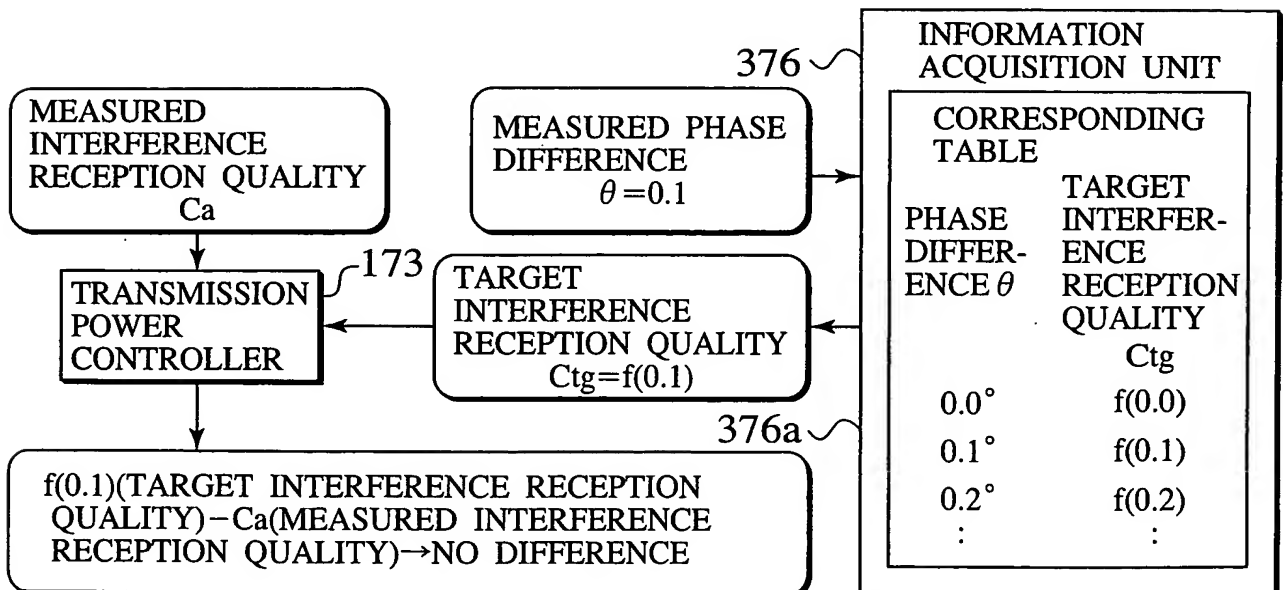 376
INFORMATION
ACQUISITION UNIT
MEASURED
INTERFERENCE
RECEPTION QUALITY
Ca
MEASURED PHASE
DIFFERENCE
θ=0.1
CORRESPONDING
TABLE
PHASE
DIFFER-
ENCE θ
TARGET
INTERFER-
ENCE
RECEPTION
QUALITY
Ctg
0.0° f(0.0)
0.1° f(0.1)
0.2° f(0.2)
: :
173
TRANSMISSION
POWER
CONTROLLER
TARGET
INTERFERENCE
RECEPTION QUALITY
Ctg=f(0.1)
376a
f(0.1)(TARGET INTERFERENCE RECEPTION
QUALITY)−Ca(MEASURED INTERFERENCE
RECEPTION QUALITY)→NO DIFFERENCE